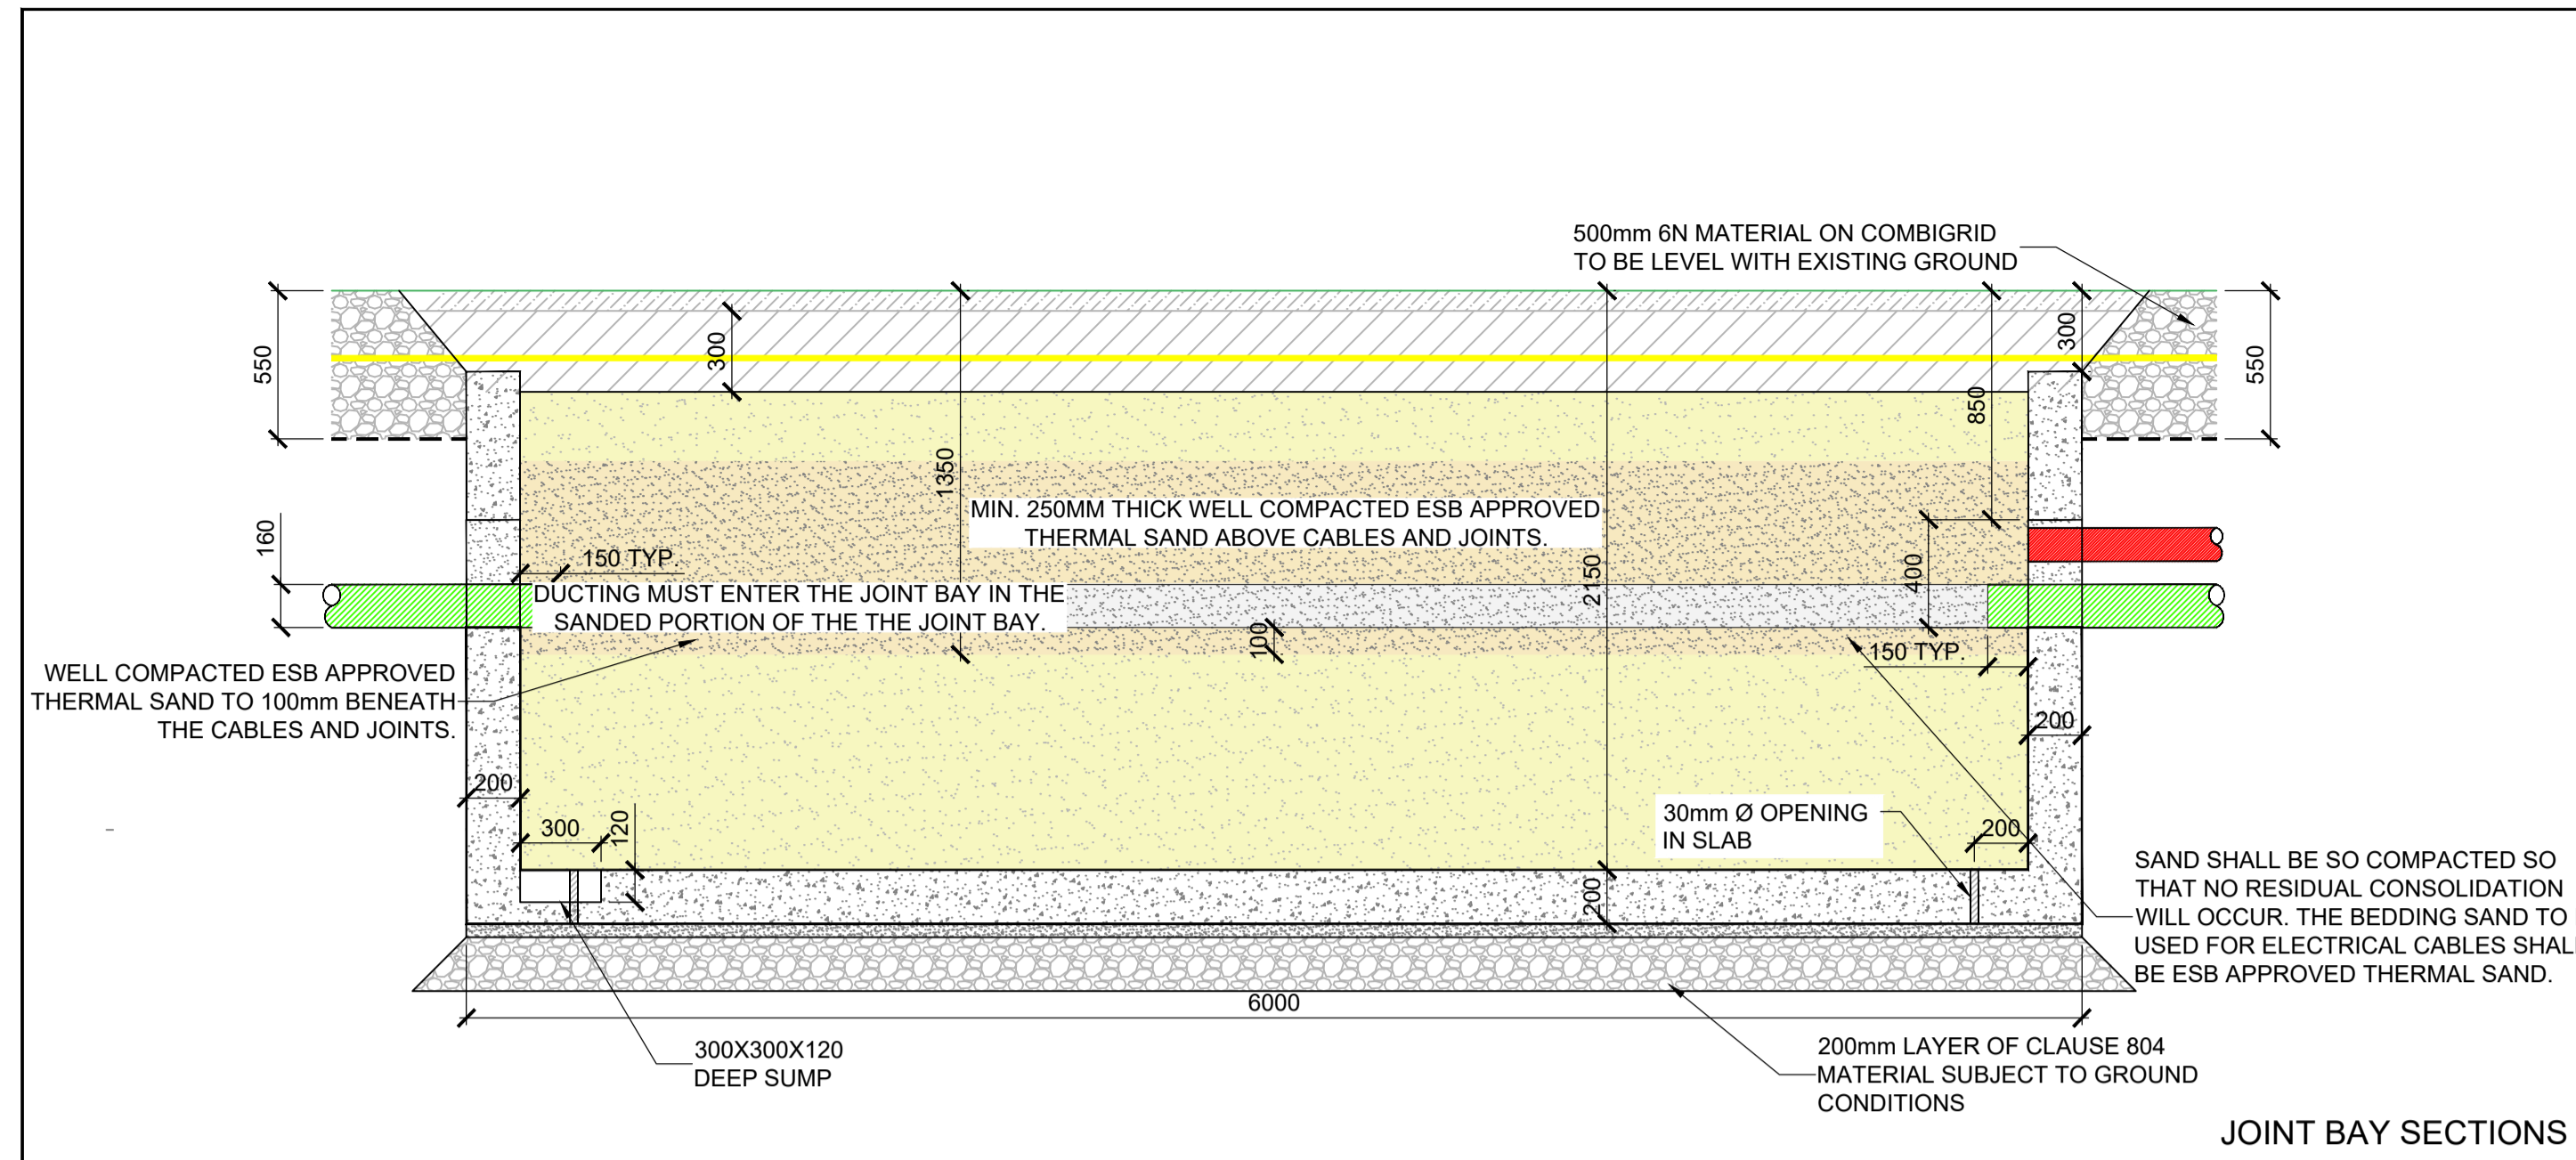 500mm 6N MATERIAL ON COMBIGRID
TO BE LEVEL WITH EXISTING GROUND
550
300
1350
2150
850
300
550
MIN. 250MM THICK WELL COMPACTED ESB APPROVED
THERMAL SAND ABOVE CABLES AND JOINTS.
160
150 TYP.
400
DUCTING MUST ENTER THE JOINT BAY IN THE
SANDED PORTION OF THE THE JOINT BAY.
100
150 TYP.
WELL COMPACTED ESB APPROVED
THERMAL SAND TO 100mm BENEATH
THE CABLES AND JOINTS.
200
200
300
120
30mm Ø OPENING
IN SLAB
200
200
SAND SHALL BE SO COMPACTED SO
THAT NO RESIDUAL CONSOLIDATION
WILL OCCUR. THE BEDDING SAND TO
USED FOR ELECTRICAL CABLES SHAL
BE ESB APPROVED THERMAL SAND.
6000
300X300X120
DEEP SUMP
200mm LAYER OF CLAUSE 804
MATERIAL SUBJECT TO GROUND
CONDITIONS
JOINT BAY SECTIONS